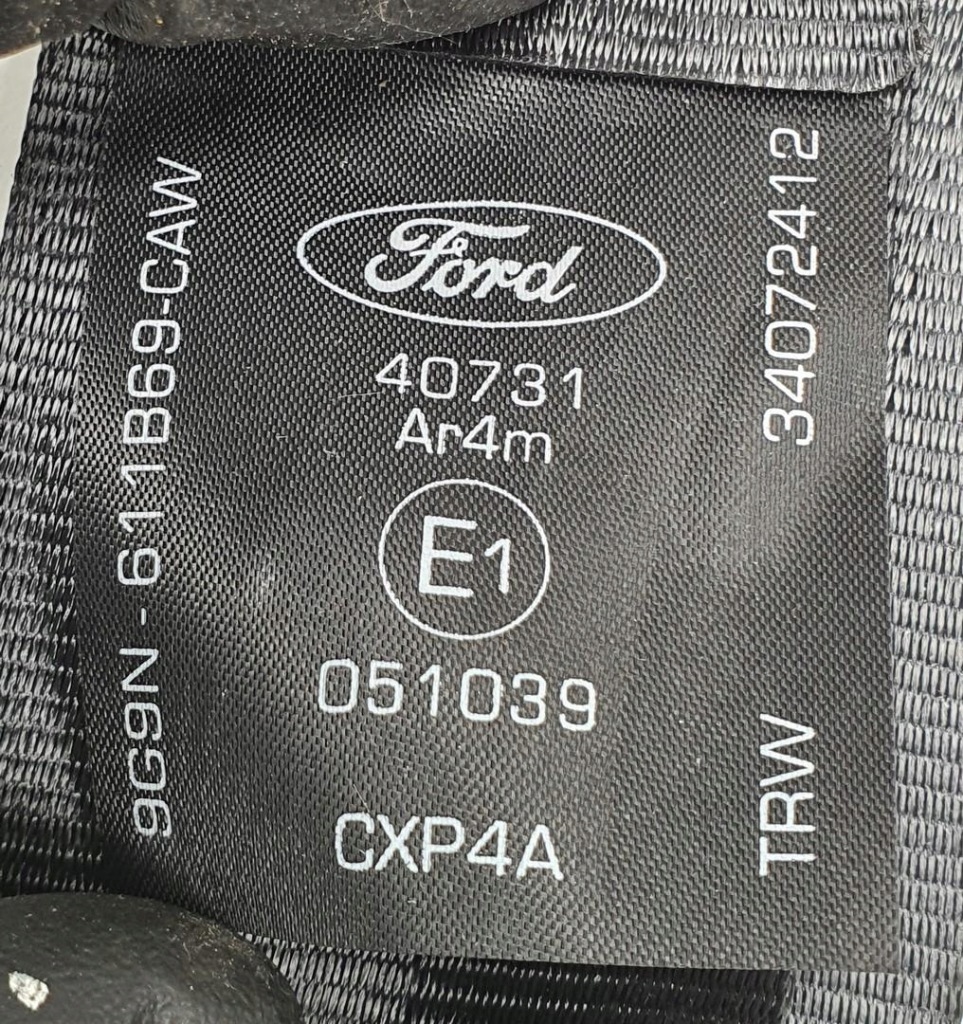 Ford
40731
Ar4m
E1
051039
CXP4A
9G9N-611B69-CAW
34072412
TRW